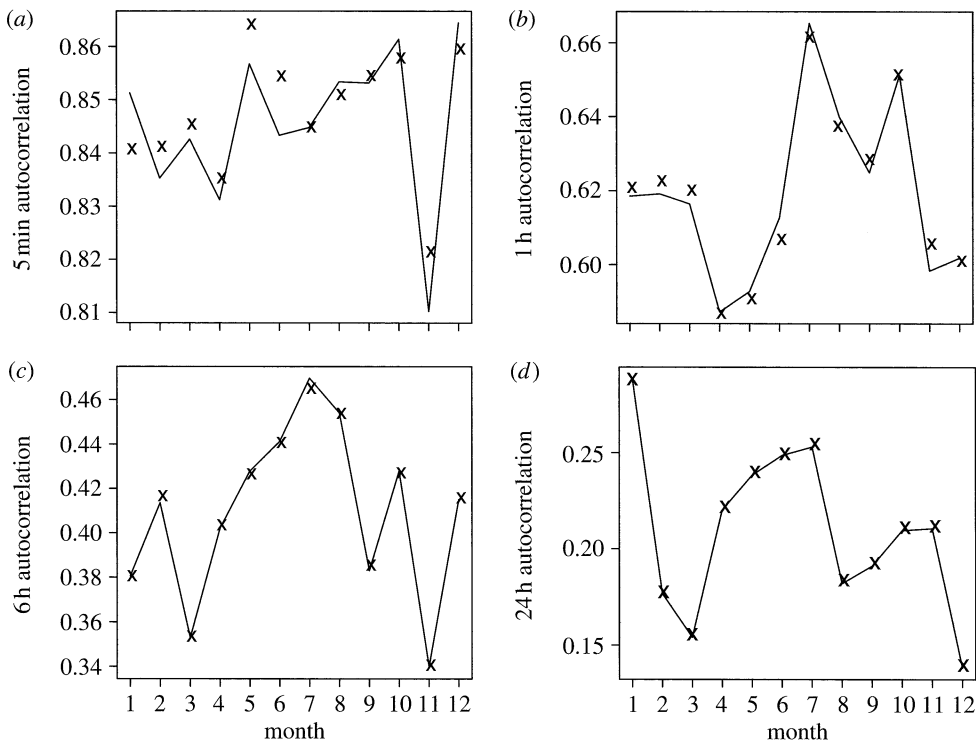 (a)
5 min autocorrelation
0.86
0.85
0.84
0.83
0.82
0.81
(b)
1 h autocorrelation
0.66
0.64
0.62
0.60
(c)
6 h autocorrelation
0.46
0.44
0.42
0.40
0.38
0.36
0.34
1 2 3 4 5 6 7 8 9 10 11 12
month
(d)
24 h autocorrelation
0.25
0.20
0.15
1 2 3 4 5 6 7 8 9 10 11 12
month